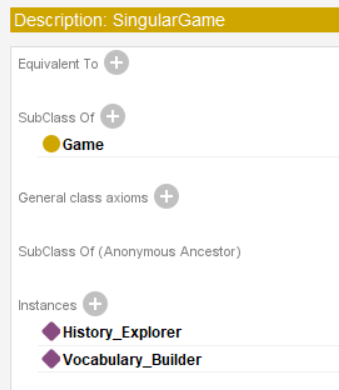 Description: SingularGame
Equivalent To
SubClass Of
Game
General class axioms
SubClass Of (Anonymous Ancestor)
Instances
History_Explorer
Vocabulary_Builder